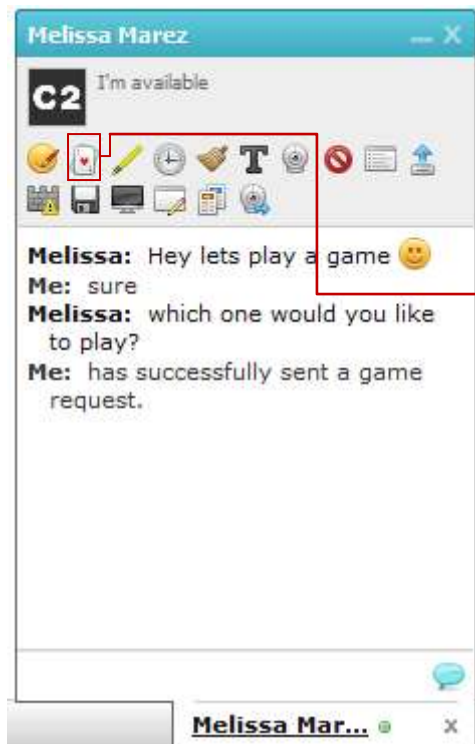 Melissa Marez
C2 I'm available
Melissa: Hey lets play a game
Me: sure
Melissa: which one would you like
to play?
Me: has successfully sent a game
request.
Melissa Mar...